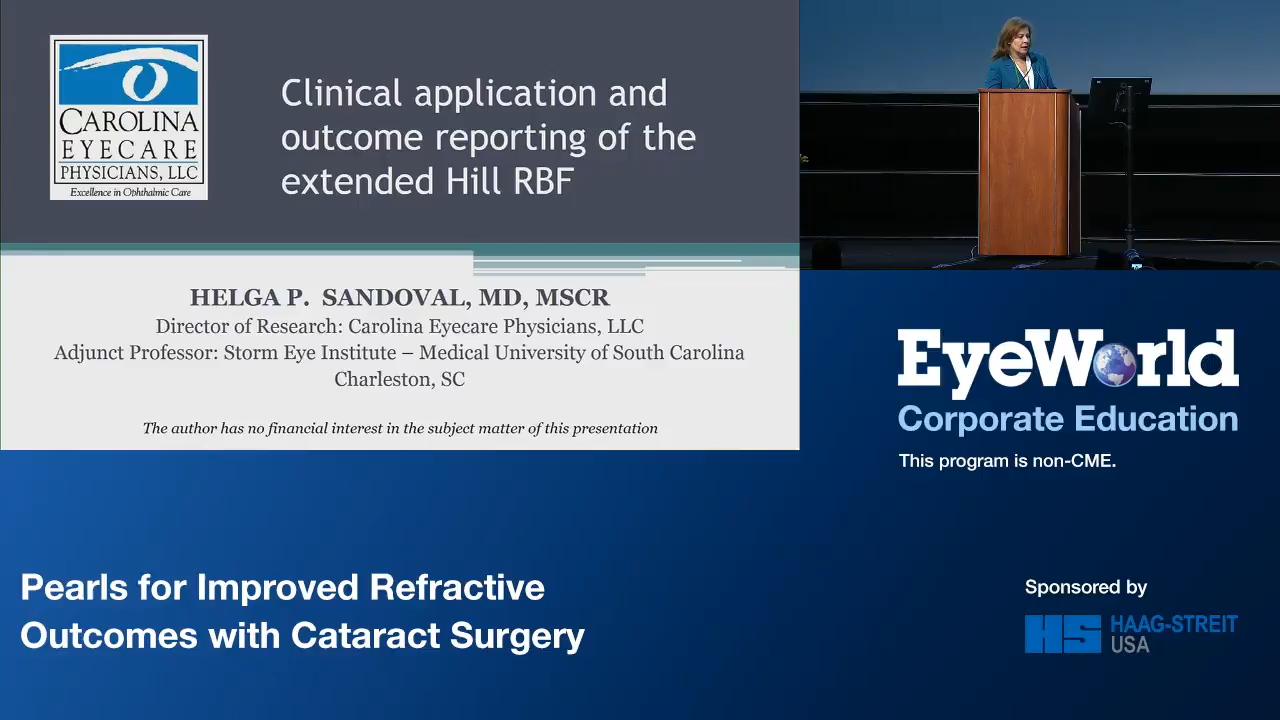 CAROLINA
EYECARE
PHYSICIANS, LLC
Excellence in Ophthalmic Care
Clinical application and
outcome reporting of the
extended Hill RBF
HELGA P. SANDOVAL, MD, MSCR
Director of Research: Carolina Eyecare Physicians, LLC
Adjunct Professor: Storm Eye Institute – Medical University of South Carolina
Charleston, SC
The author has no financial interest in the subject matter of this presentation
EyeWorld
Corporate Education
This program is non-CME.
Pearls for Improved Refractive
Outcomes with Cataract Surgery
Sponsored by
HS HAAG-STREIT
USA